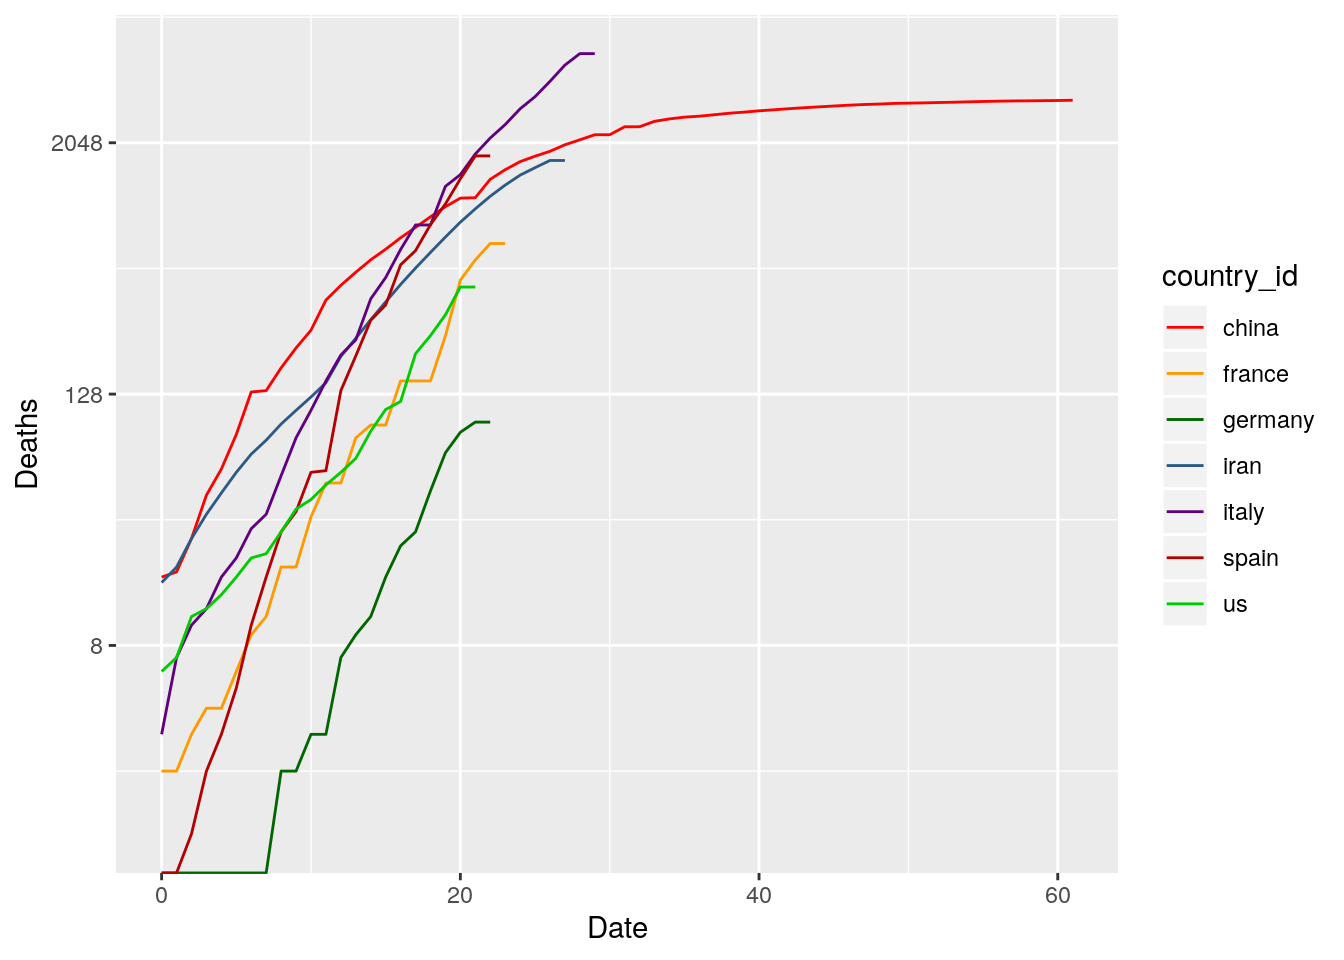 2048
128
8
Deaths
0
20
40
60
Date
country_id
china
france
germany
iran
italy
spain
us